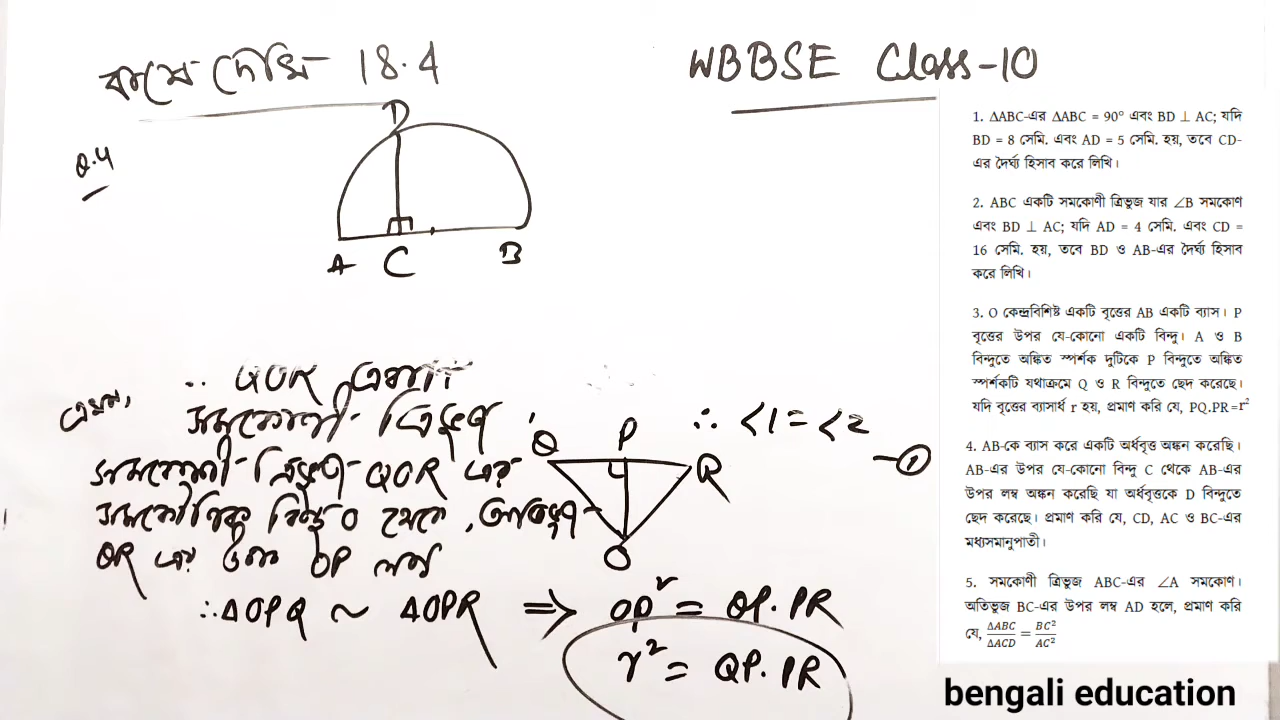 কষে দেখি- 18.4
WBBSE Class-10
Q.4
D
A C B
∴ QOR একটা
সমকোণী ত্রিভুজ
এখন,
সমকোণী ত্রিভুজ QOR এর
সমকৌণিক বিন্দু O থেকে, অতিভুজ
QR এর উপর OP লম্ব
Q P R
O
∴ <1 = <2
—①
∴ ΔOPQ ~ ΔOPR ⇒ OP² = QP. PR
r² = QP. PR
1. ΔABC-এর ΔABC = 90° এবং BD ⊥ AC; যদি
BD = 8 সেমি. এবং AD = 5 সেমি. হয়, তবে CD-
এর দৈর্ঘ্য হিসাব করে লিখি।
2. ABC একটি সমকোণী ত্রিভুজ যার ∠B সমকোণ
এবং BD ⊥ AC; যদি AD = 4 সেমি. এবং CD =
16 সেমি. হয়, তবে BD ও AB-এর দৈর্ঘ্য হিসাব
করে লিখি।
3. O কেন্দ্রবিশিষ্ট একটি বৃত্তের AB একটি ব্যাস। P
বৃত্তের উপর যে-কোনো একটি বিন্দু। A ও B
বিন্দুতে অঙ্কিত স্পর্শক দুটিকে P বিন্দুতে অঙ্কিত
স্পর্শকটি যথাক্রমে Q ও R বিন্দুতে ছেদ করেছে।
যদি বৃত্তের ব্যাসার্ধ r হয়, প্রমাণ করি যে, PQ.PR=r²
4. AB-কে ব্যাস করে একটি অর্ধবৃত্ত অঙ্কন করেছি।
AB-এর উপর যে-কোনো বিন্দু C থেকে AB-এর
উপর লম্ব অঙ্কন করেছি যা অর্ধবৃত্তকে D বিন্দুতে
ছেদ করেছে। প্রমাণ করি যে, CD, AC ও BC-এর
মধ্যসমানুপাতী।
5. সমকোণী ত্রিভুজ ABC-এর ∠A সমকোণ।
অতিভুজ BC-এর উপর লম্ব AD হলে, প্রমাণ করি
যে, ΔABC/ΔACD = BC²/AC²
bengali education